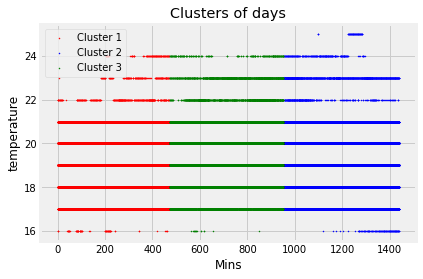 Clusters of days
Cluster 1
Cluster 2
Cluster 3
temperature
24
22
20
18
16
0 200 400 600 800 1000 1200 1400
Mins